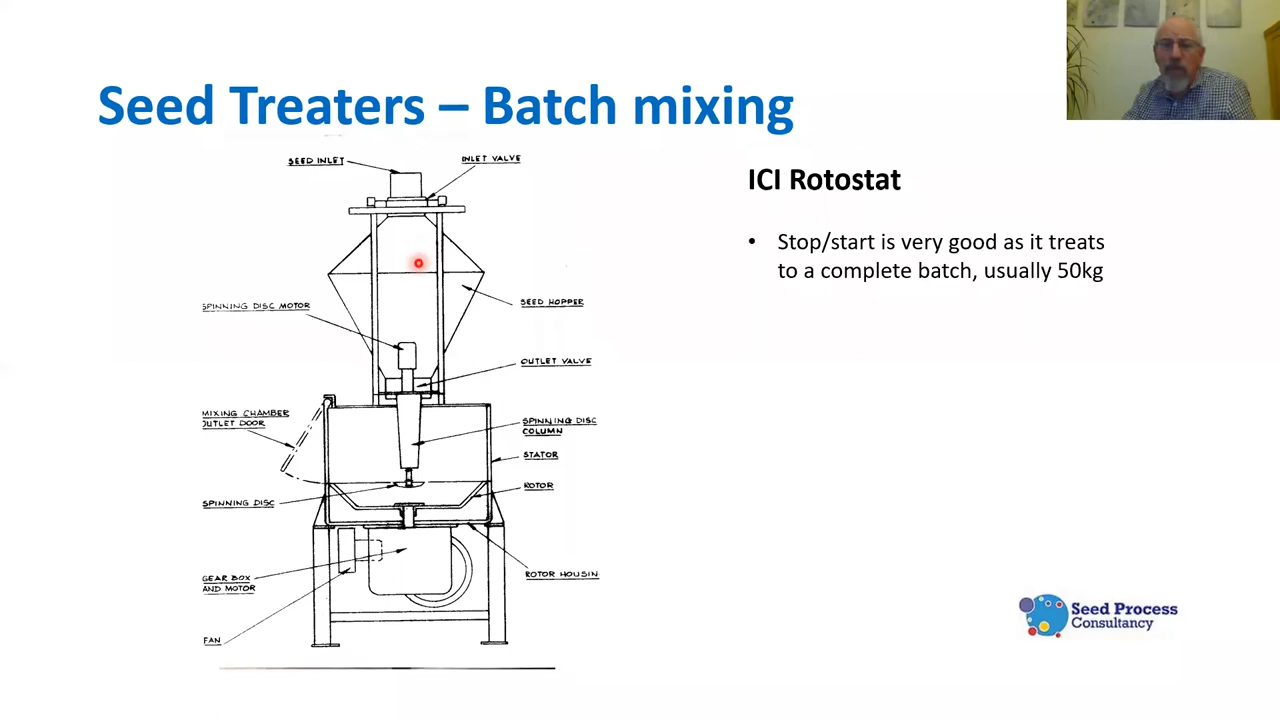 Seed Treaters – Batch mixing
SEED INLET
INLET VALVE
ICI Rotostat
• Stop/start is very good as it treats
to a complete batch, usually 50kg
SPINNING DISC MOTOR
SEED HOPPER
OUTLET VALVE
MIXING CHAMBER
OUTLET DOOR
SPINNING DISC
COLUMN
STATOR
ROTOR
SPINNING DISC
GEAR BOX
AND MOTOR
ROTOR HOUSIN
FAN
Seed Process
Consultancy